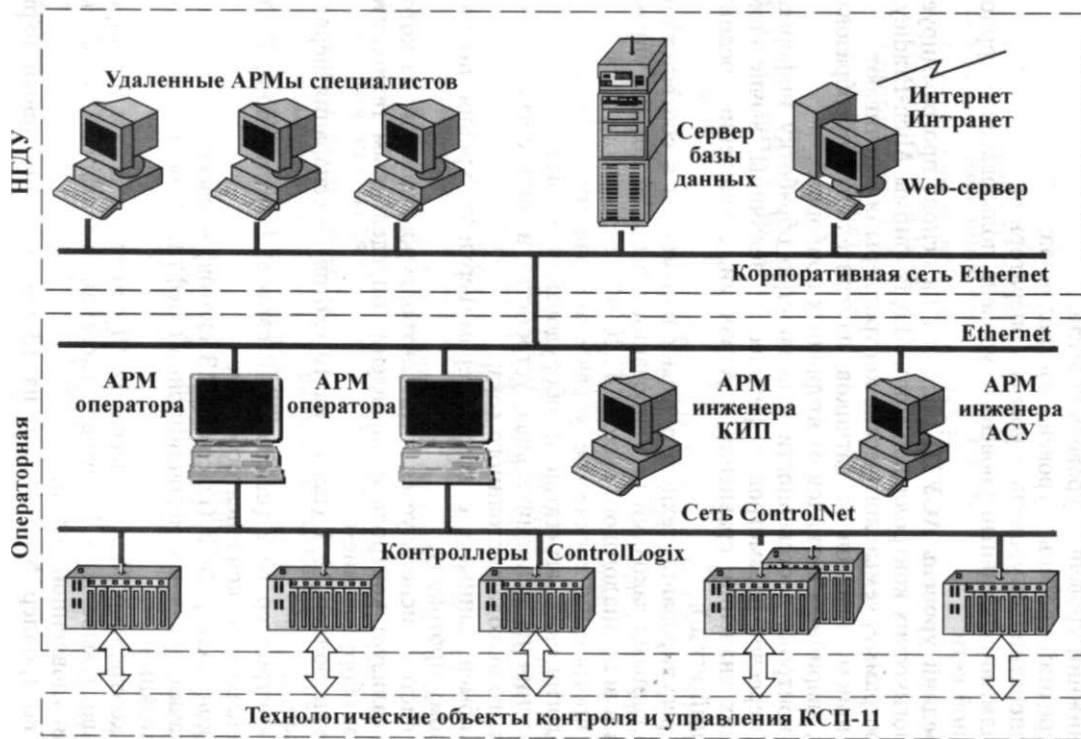 НГДУ
Удаленные АРМы специалистов
Сервер
базы
данных
Интернет
Интранет
Web-сервер
Корпоративная сеть Ethernet
Операторная
Ethernet
АРМ
оператора
АРМ
оператора
АРМ
инженера
КИП
АРМ
инженера
АСУ
Сеть ControlNet
Контроллеры ControlLogix
Технологические объекты контроля и управления КСП-11